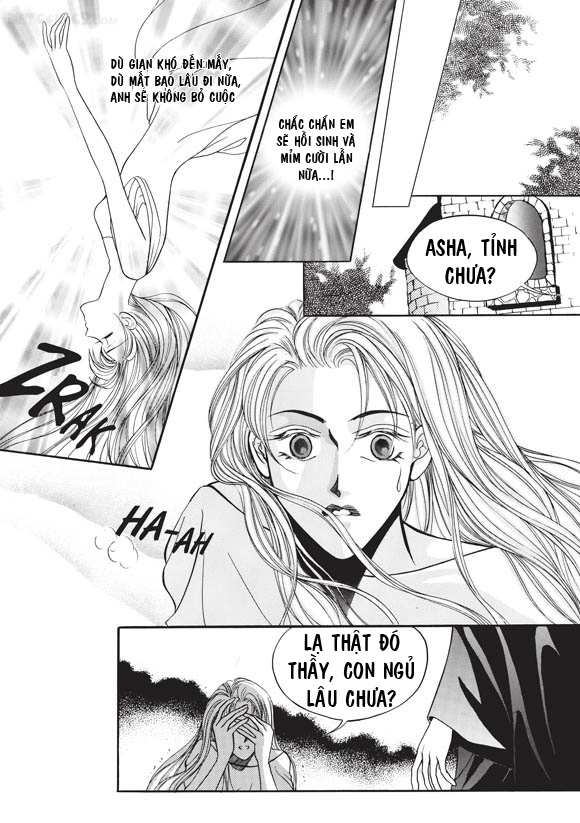 DÙ GIAN KHÓ ĐẾN MẤY,
DÙ MẤT BAO LÂU ĐI NỮA,
ANH SẼ KHÔNG BỎ CUỘC
CHẮC CHẮN EM
SẼ HỒI SINH VÀ
MỈM CƯỜI LẦN
NỮA...!
ASHA, TỈNH
CHƯA?
ZRAK
HA-AH
LẠ THẬT ĐÓ
THẦY, CON NGỦ
LÂU CHƯA?